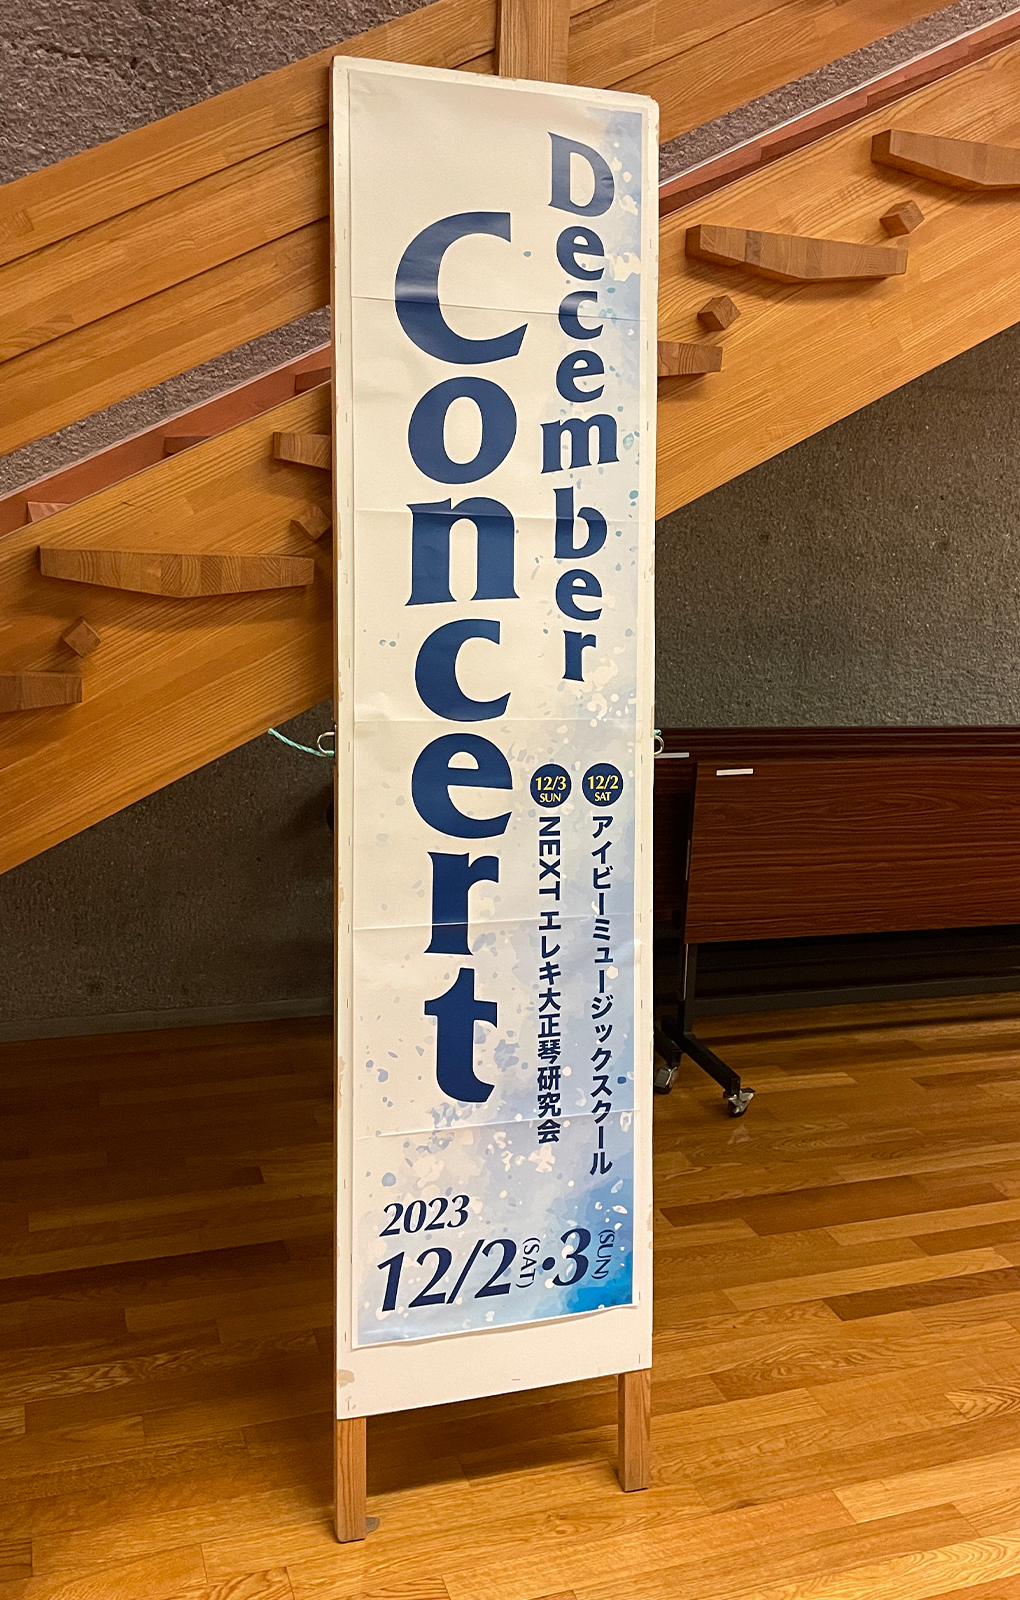 December
Concert
12/2
SAT
アイビーミュージックスクール
12/3
SUN
NEXT エレキ大正琴研究会
2023
12/2(SAT)・3(SUN)